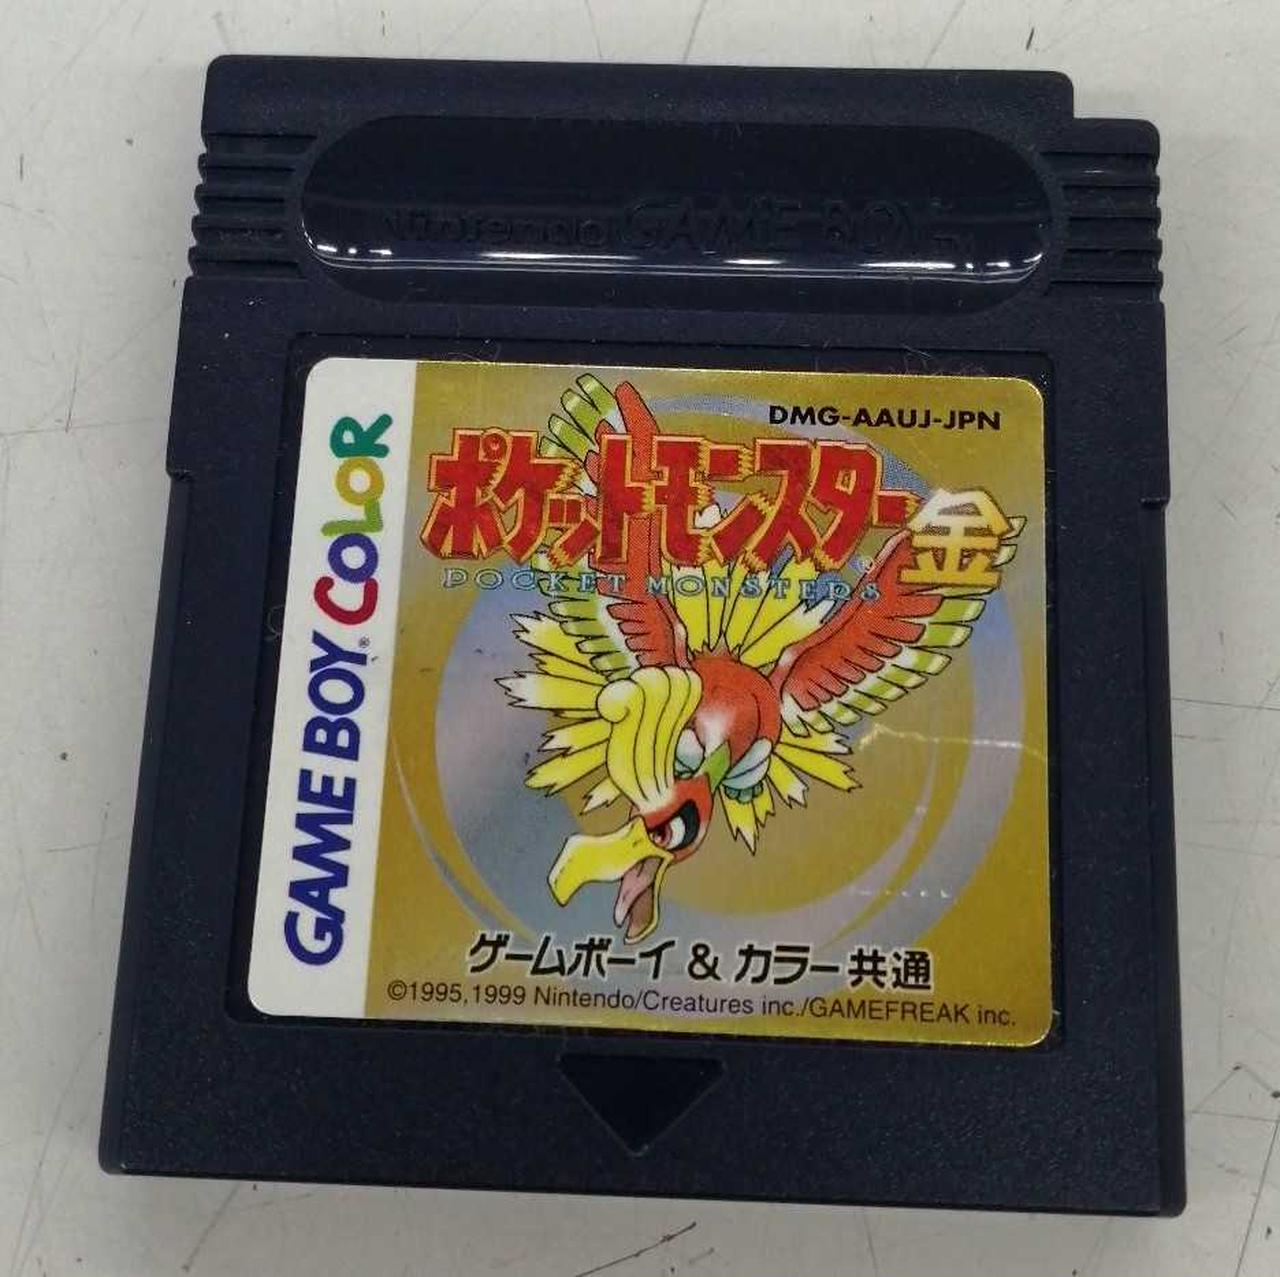 Nintendo GAME BOY
GAME BOY® COLOR
DMG-AAUJ-JPN
ポケットモンスター®金
POCKET MONSTERS
ゲームボーイ & カラー共通
©1995,1999 Nintendo/Creatures inc./GAMEFREAK inc.